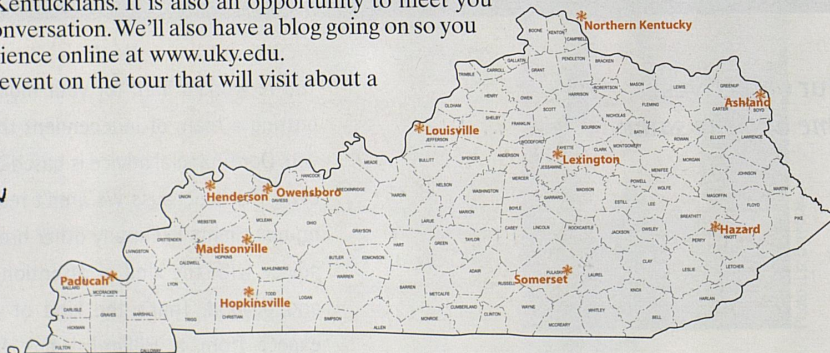 Kentuckians. It is also an opportunity to meet you
onversation. We'll also have a blog going on so you
ience online at www.uky.edu.
event on the tour that will visit about a
Northern Kentucky
Ashland
Louisville
Lexington
Henderson
Owensboro
Madisonville
Hazard
Paducah
Somerset
Hopkinsville
BOONE
KENTON
CAMPBELL
GALLATIN
PENDLETON
BRACKEN
GRANT
CARROLL
TRIMBLE
MASON
LEWIS
GREENUP
HENRY
OWEN
HARRISON
ROBERTSON
FLEMING
CARTER
BOYD
OLDHAM
SCOTT
NICHOLAS
SHELBY
FRANKLIN
BOURBON
BATH
ROWAN
ELLIOTT
LAWRENCE
JEFFERSON
WOODFORD
FAYETTE
CLARK
MONTGOMERY
MEADE
BULLITT
SPENCER
ANDERSON
JESSAMINE
MENIFEE
MORGAN
JOHNSON
HANCOCK
BRECKINRIDGE
HARDIN
NELSON
WASHINGTON
MERCER
GARRARD
MADISON
POWELL
WOLFE
MAGOFFIN
MARTIN
UNION
DAVIESS
ESTILL
LEE
FLOYD
WEBSTER
MCLEAN
OHIO
GRAYSON
LARUE
MARION
BOYLE
BREATHITT
PIKE
CRITTENDEN
HOPKINS
HART
GREEN
TAYLOR
CASEY
LINCOLN
ROCKCASTLE
JACKSON
OWSLEY
PERRY
KNOTT
LIVINGSTON
CALDWELL
MUHLENBERG
BUTLER
EDMONSON
ADAIR
PULASKI
LAUREL
CLAY
LESLIE
LETCHER
BALLARD
MCCRACKEN
LYON
TODD
LOGAN
WARREN
BARREN
METCALFE
RUSSELL
KNOX
HARLAN
CARLISLE
GRAVES
MARSHALL
TRIGG
CHRISTIAN
SIMPSON
ALLEN
MONROE
CUMBERLAND
CLINTON
WAYNE
MCCREARY
WHITLEY
BELL
HICKMAN
FULTON
CALLOWAY